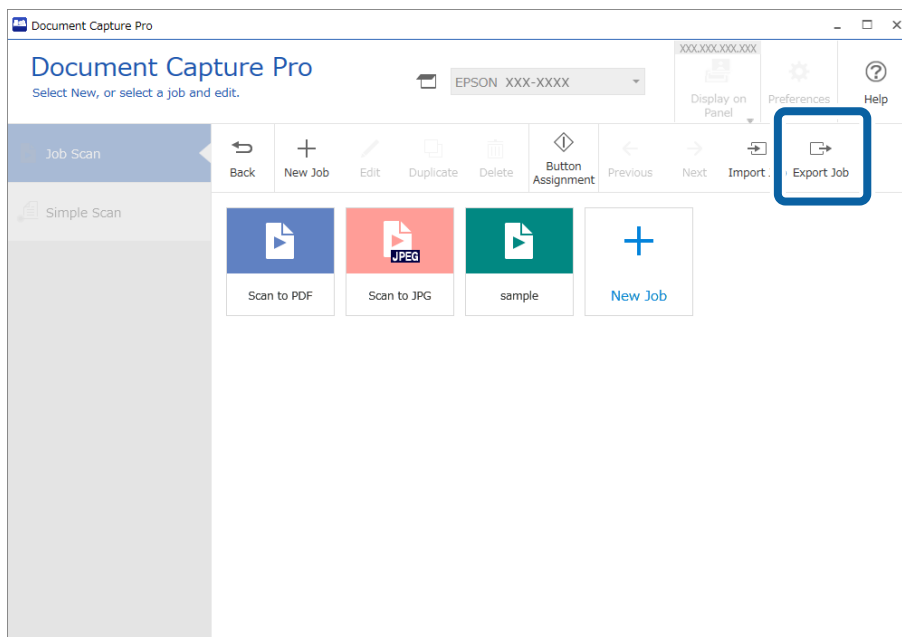 Document Capture Pro
Document Capture Pro
Select New, or select a job and edit.
EPSON XXX-XXXX
XXX.XXX.XXX.XXX
Display on
Panel
Preferences
Help
Job Scan
Simple Scan
Back
New Job
Edit
Duplicate
Delete
Button
Assignment
Previous
Next
Import
Export Job
JPEG
Scan to PDF
Scan to JPG
sample
New Job